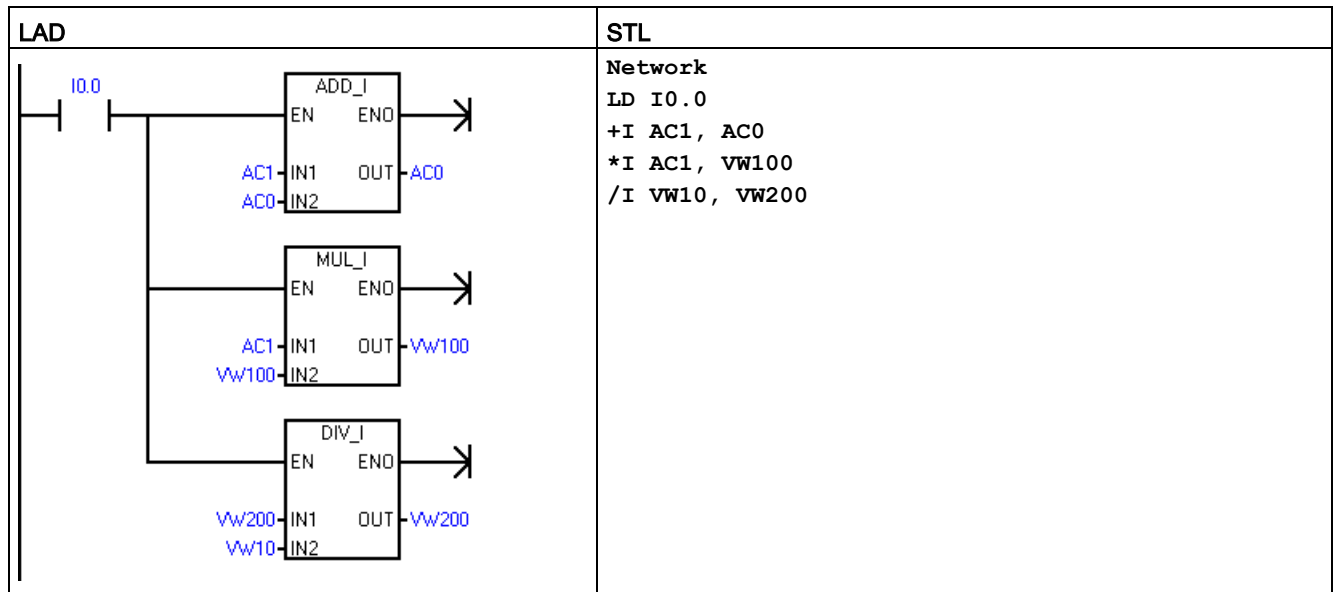 LAD
STL
I0.0
ADD_I
EN ENO
AC1 IN1 OUT AC0
AC0 IN2
MUL_I
EN ENO
AC1 IN1 OUT VW100
VW100 IN2
DIV_I
EN ENO
VW200 IN1 OUT VW200
VW10 IN2
Network
LD I0.0
+I AC1, AC0
*I AC1, VW100
/I VW10, VW200